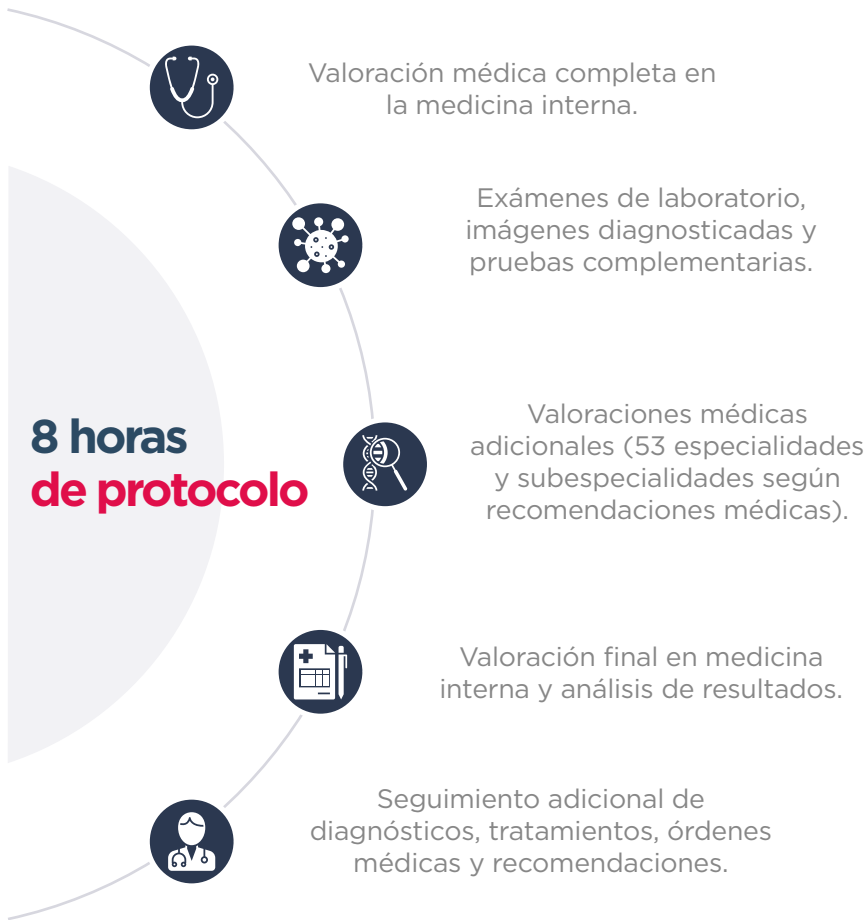 Valoración médica completa en
la medicina interna.
Exámenes de laboratorio,
imágenes diagnosticadas y
pruebas complementarias.
8 horas
de protocolo
Valoraciones médicas
adicionales (53 especialidades
y subespecialidades según
recomendaciones médicas).
Valoración final en medicina
interna y análisis de resultados.
Seguimiento adicional de
diagnósticos, tratamientos, órdenes
médicas y recomendaciones.